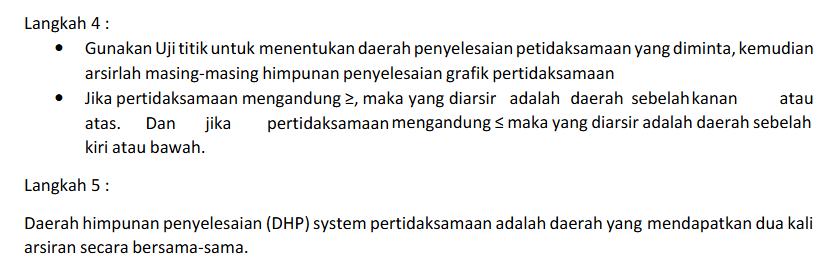 Langkah 4 :
• Gunakan Uji titik untuk menentukan daerah penyelesaian petidaksamaan yang diminta, kemudian
arsirlah masing-masing himpunan penyelesaian grafik pertidaksamaan
• Jika pertidaksamaan mengandung ≥, maka yang diarsir adalah daerah sebelah kanan atau
atas. Dan jika pertidaksamaan mengandung ≤ maka yang diarsir adalah daerah sebelah
kiri atau bawah.
Langkah 5 :
Daerah himpunan penyelesaian (DHP) system pertidaksamaan adalah daerah yang mendapatkan dua kali
arsiran secara bersama-sama.